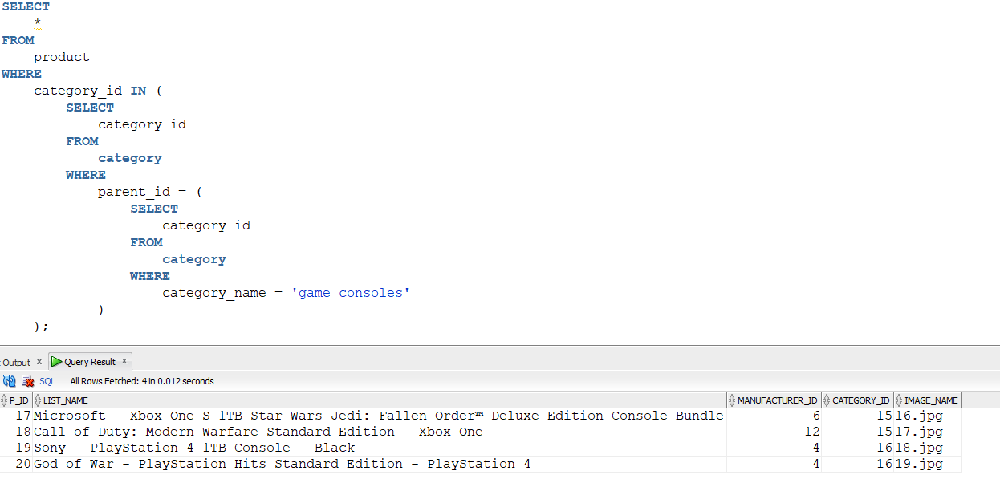 SELECT
*
FROM
product
WHERE
category_id IN (
SELECT
category_id
FROM
category
WHERE
parent_id = (
SELECT
category_id
FROM
category
WHERE
category_name = 'game consoles'
)
);
Output x Query Result x
SQL | All Rows Fetched: 4 in 0.012 seconds
P_ID LIST_NAME MANUFACTURER_ID CATEGORY_ID IMAGE_NAME
17 Microsoft - Xbox One S 1TB Star Wars Jedi: Fallen Order™ Deluxe Edition Console Bundle 6 15 16.jpg
18 Call of Duty: Modern Warfare Standard Edition - Xbox One 12 15 17.jpg
19 Sony - PlayStation 4 1TB Console - Black 4 16 18.jpg
20 God of War - PlayStation Hits Standard Edition - PlayStation 4 4 16 19.jpg